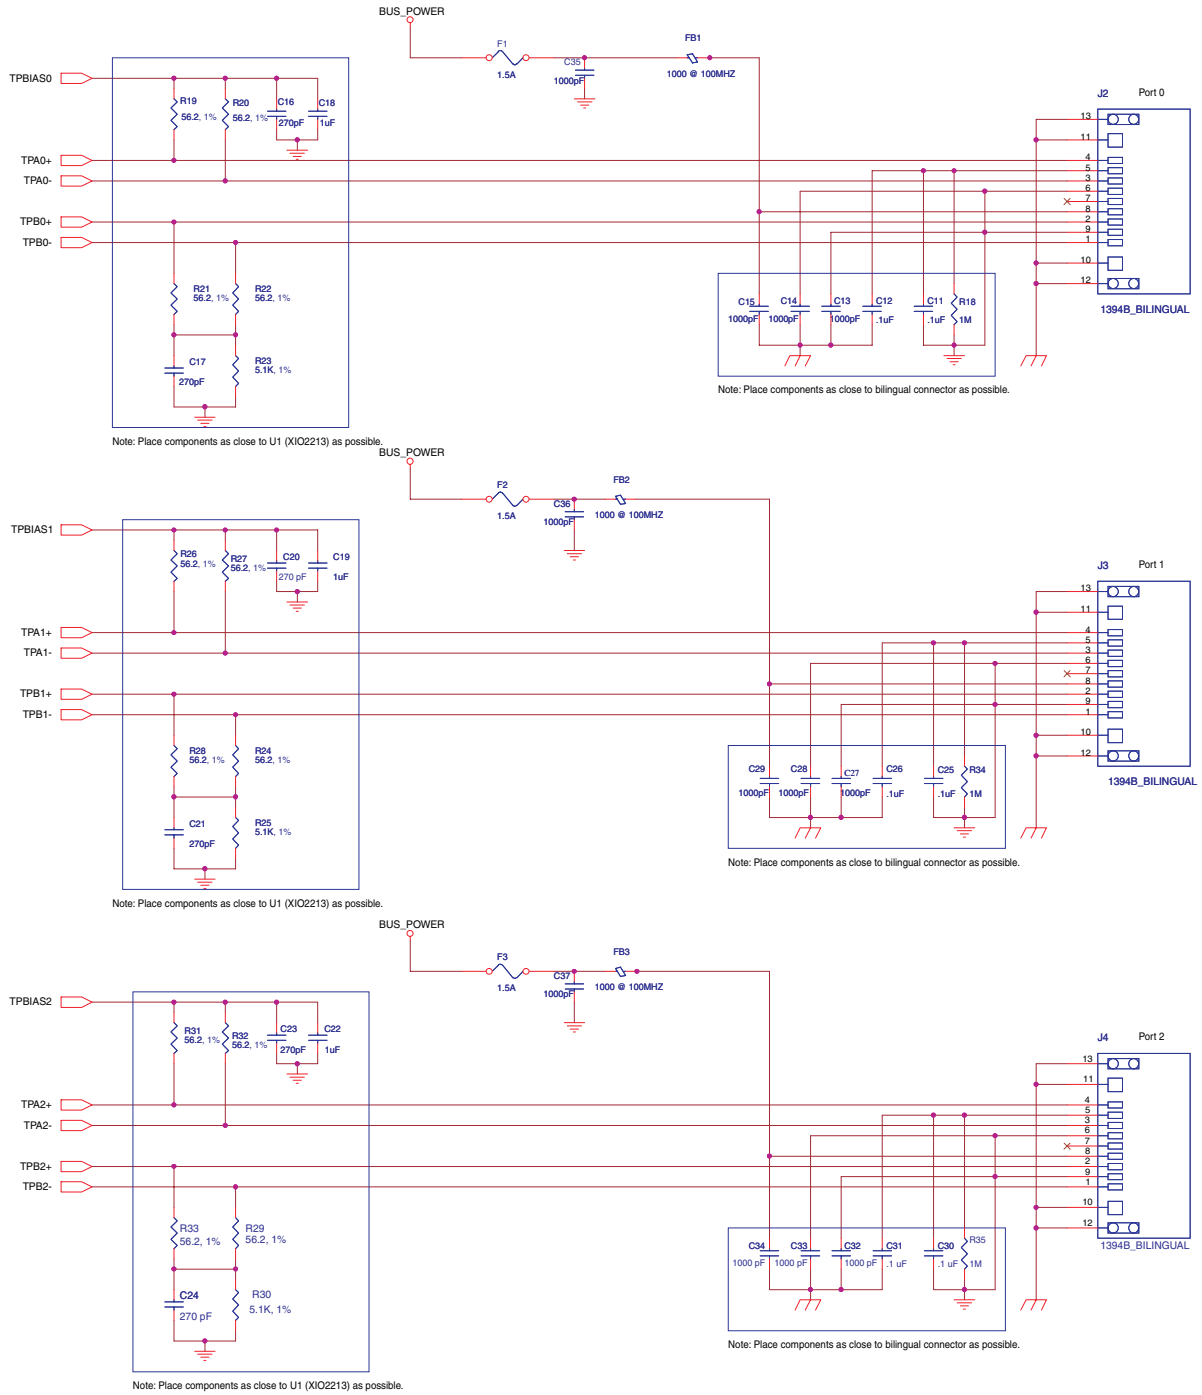 BUS_POWER
F1
1.5A
C35
1000pF
FB1
1000 @ 100MHZ
TPBIAS0
R19
56.2, 1%
R20
56.2, 1%
C16
270pF
C18
1uF
TPA0+
TPA0-
TPB0+
TPB0-
R21
56.2, 1%
R22
56.2, 1%
C17
270pF
R23
5.1K, 1%
Note: Place components as close to U1 (XIO2213) as possible.
C15
1000pF
C14
1000pF
C13
1000pF
C12
.1uF
C11
.1uF
R18
1M
Note: Place components as close to bilingual connector as possible.
J2
Port 0
13
11
4
5
3
6
7
8
2
9
1
10
12
1394B_BILINGUAL
BUS_POWER
F2
1.5A
C36
1000pF
FB2
1000 @ 100MHZ
TPBIAS1
R26
56.2, 1%
R27
56.2, 1%
C20
270 pF
C19
1uF
TPA1+
TPA1-
TPB1+
TPB1-
R28
56.2, 1%
R24
56.2, 1%
C21
270pF
R25
5.1K, 1%
Note: Place components as close to U1 (XIO2213) as possible.
C29
1000pF
C28
1000pF
C27
1000pF
C26
.1uF
C25
.1uF
R34
1M
Note: Place components as close to bilingual connector as possible.
J3
Port 1
13
11
4
5
3
6
7
8
2
9
1
10
12
1394B_BILINGUAL
BUS_POWER
F3
1.5A
C37
1000pF
FB3
1000 @ 100MHZ
TPBIAS2
R31
56.2, 1%
R32
56.2, 1%
C23
270pF
C22
1uF
TPA2+
TPA2-
TPB2+
TPB2-
R33
56.2, 1%
R29
56.2, 1%
C24
270 pF
R30
5.1K, 1%
Note: Place components as close to U1 (XIO2213) as possible.
C34
1000 pF
C33
1000 pF
C32
1000 pF
C31
.1 uF
C30
.1 uF
R35
1M
Note: Place components as close to bilingual connector as possible.
J4
Port 2
13
11
4
5
3
6
7
8
2
9
1
10
12
1394B_BILINGUAL